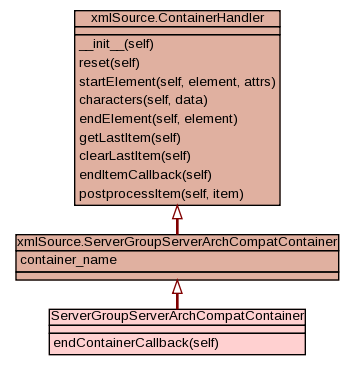 xmlSource.ContainerHandler
__init__(self)
reset(self)
startElement(self, element, attrs)
characters(self, data)
endElement(self, element)
getLastItem(self)
clearLastItem(self)
endItemCallback(self)
postprocessItem(self, item)
xmlSource.ServerGroupServerArchCompatContainer
container_name
ServerGroupServerArchCompatContainer
endContainerCallback(self)